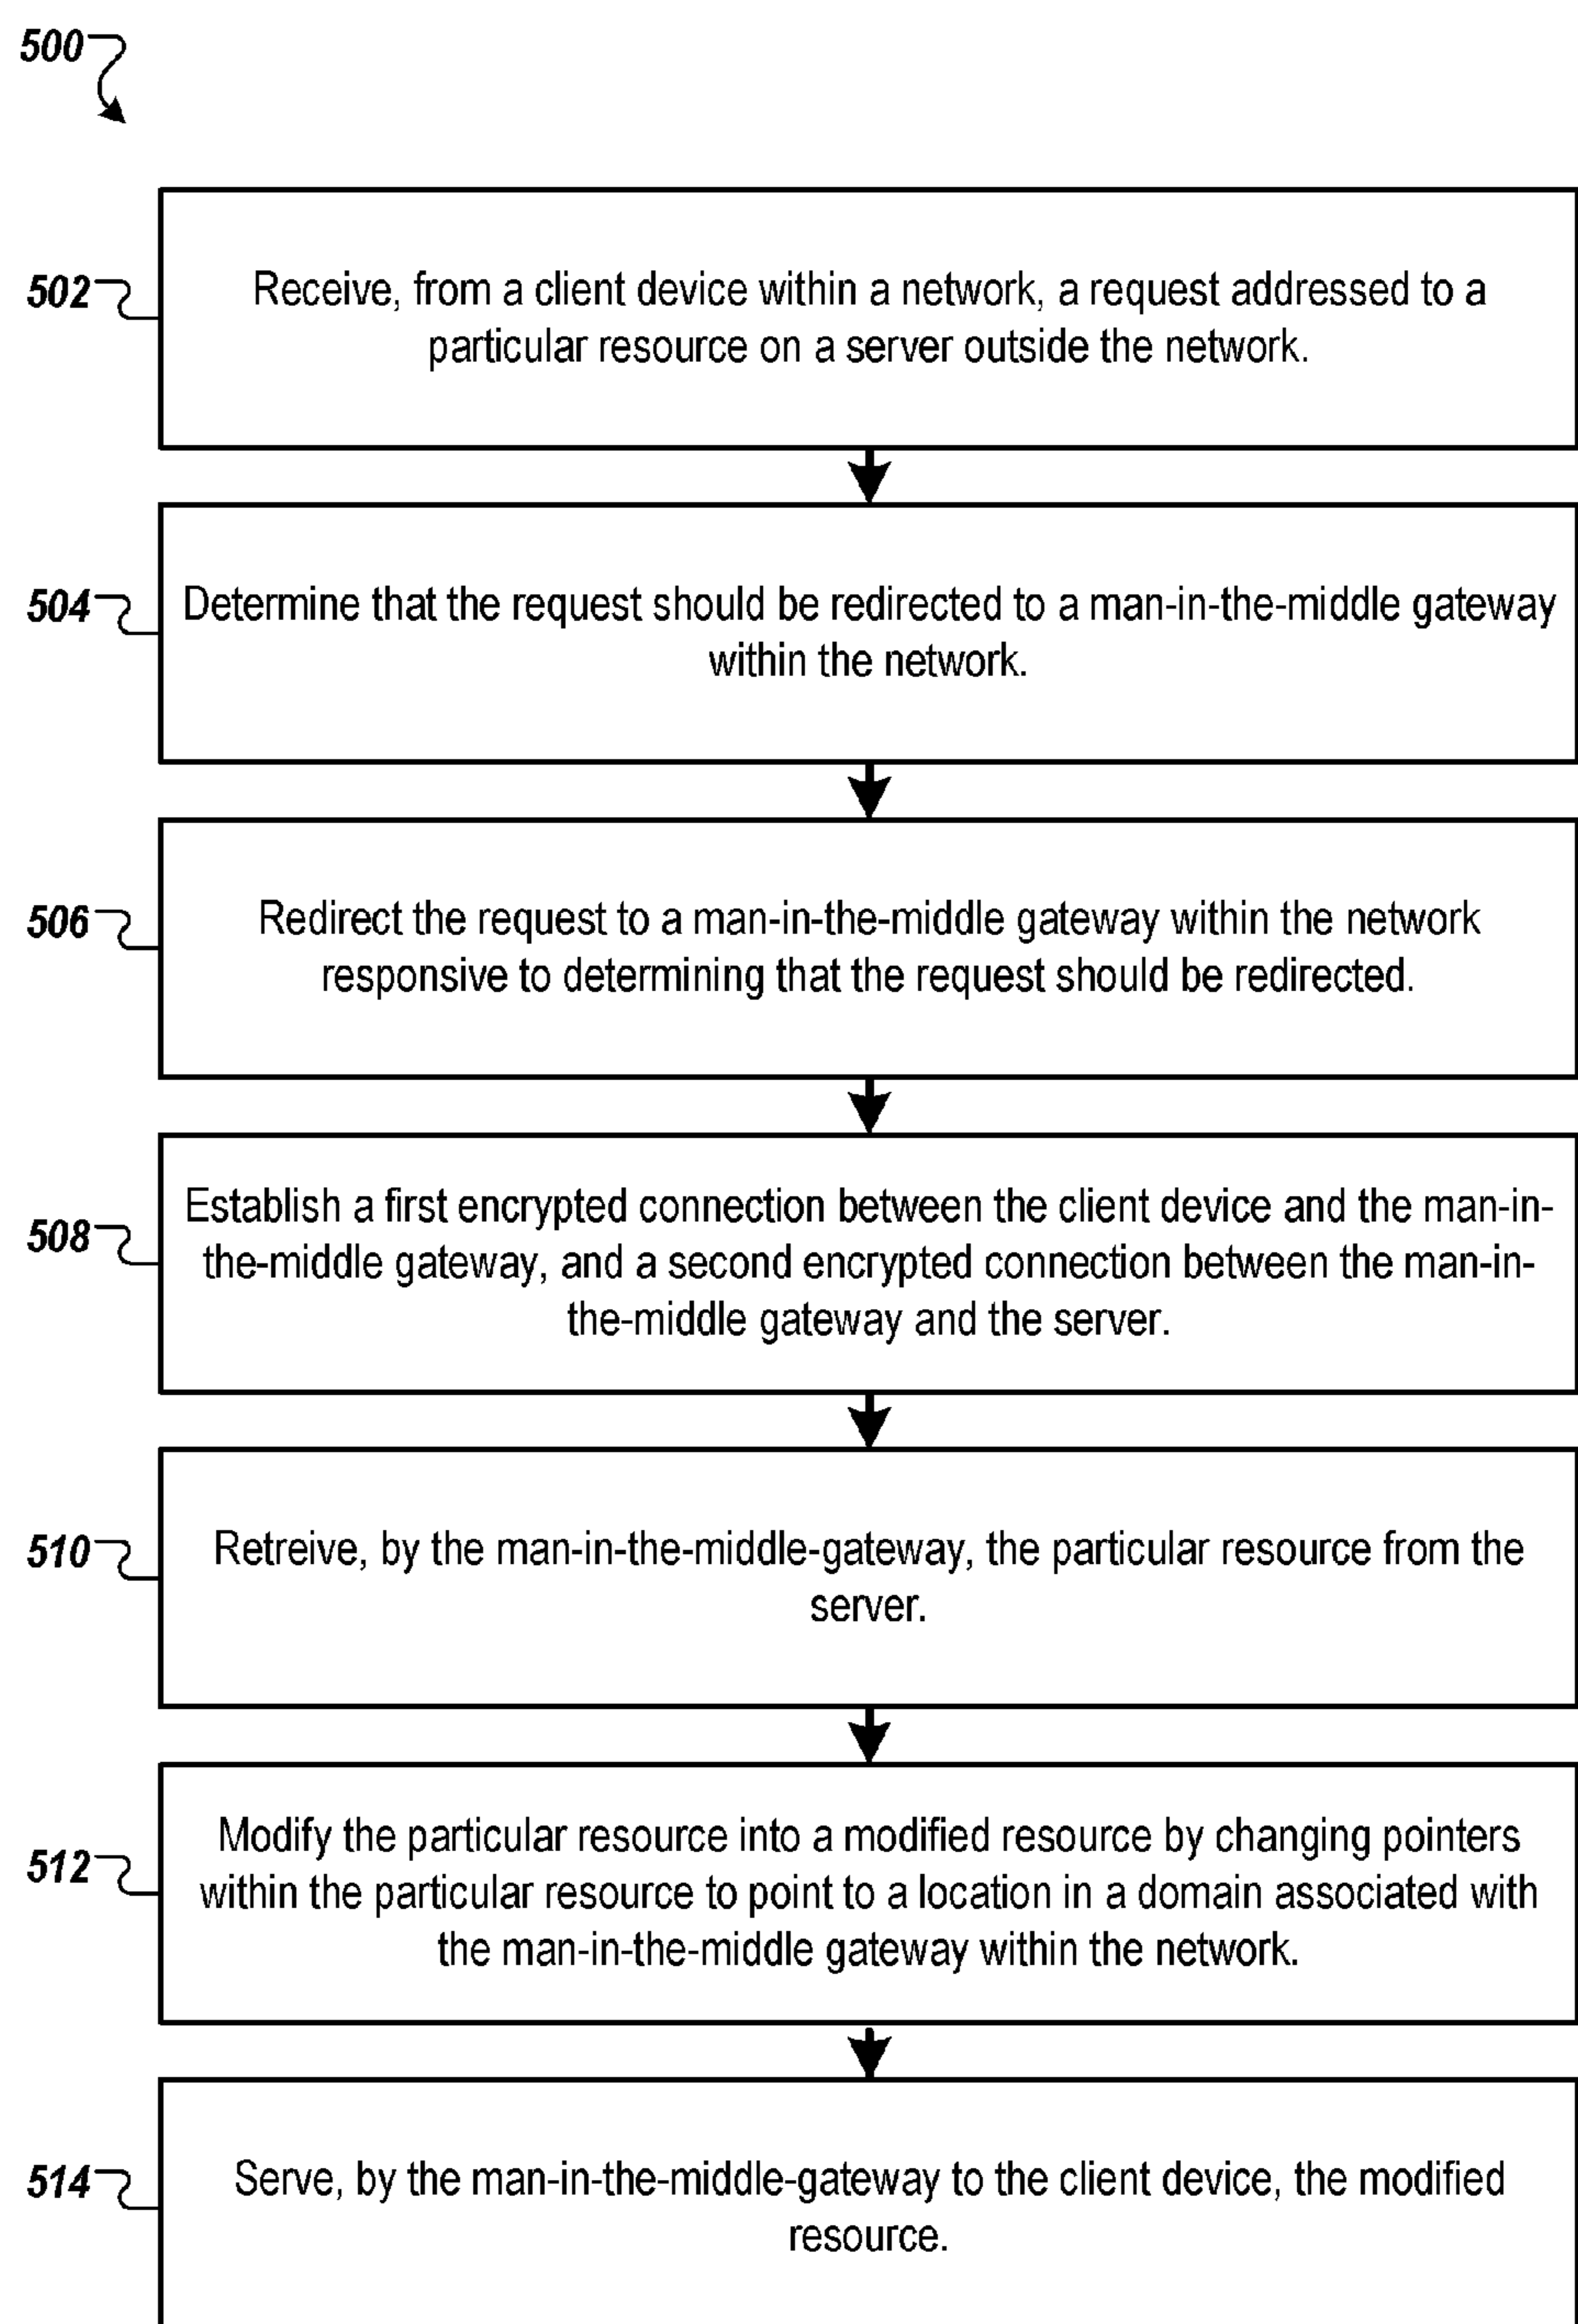 500
502
Receive, from a client device within a network, a request addressed to a
particular resource on a server outside the network.
504
Determine that the request should be redirected to a man-in-the-middle gateway
within the network.
506
Redirect the request to a man-in-the-middle gateway within the network
responsive to determining that the request should be redirected.
508
Establish a first encrypted connection between the client device and the man-in-
the-middle gateway, and a second encrypted connection between the man-in-
the-middle gateway and the server.
510
Retreive, by the man-in-the-middle-gateway, the particular resource from the
server.
512
Modify the particular resource into a modified resource by changing pointers
within the particular resource to point to a location in a domain associated with
the man-in-the-middle gateway within the network.
514
Serve, by the man-in-the-middle-gateway to the client device, the modified
resource.